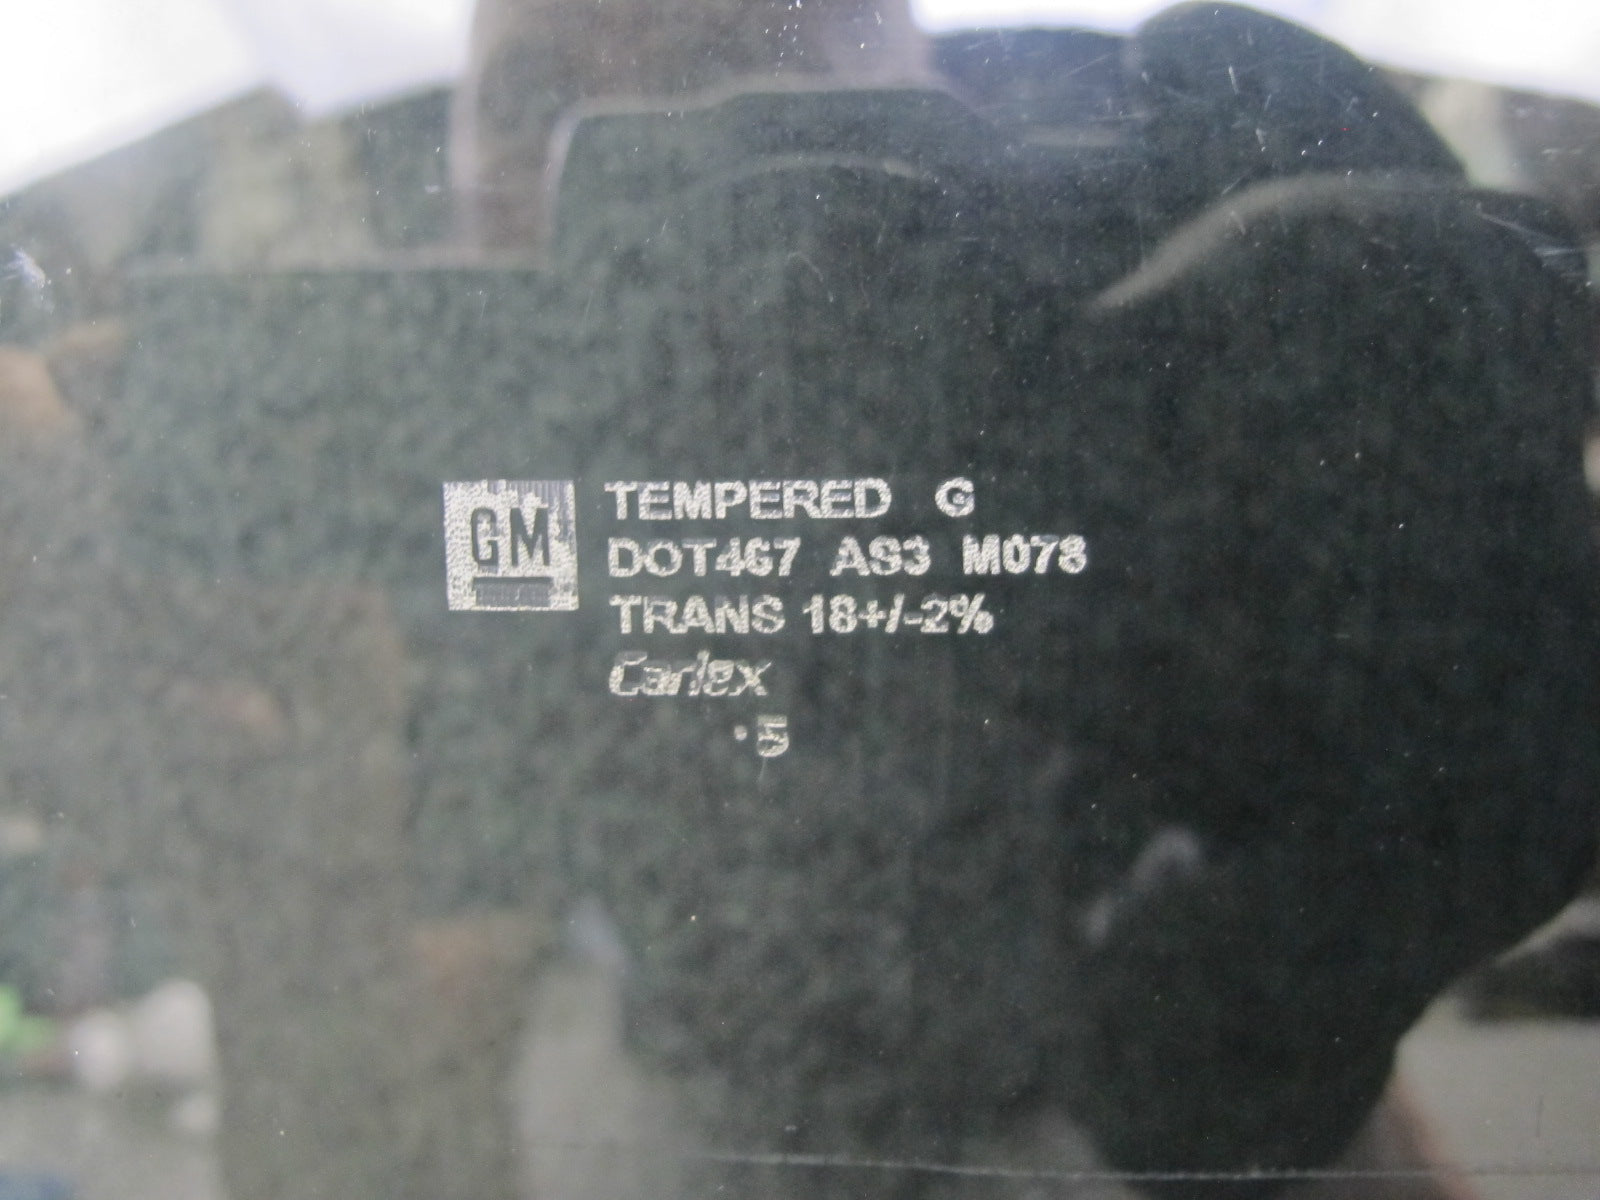 GM
TEMPERED G
DOT467 AS3 M078
TRANS 18+/-2%
Carlex
·5